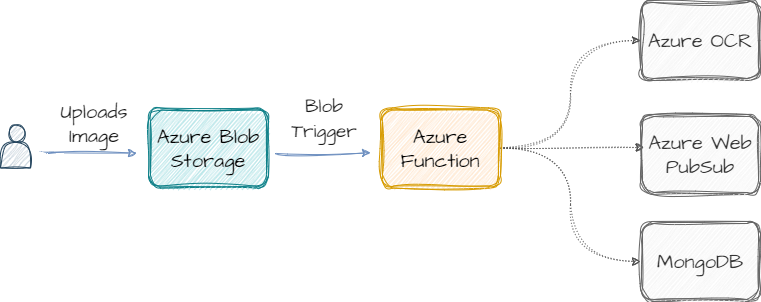 Uploads
Image
Azure Blob
Storage
Blob
Trigger
Azure
Function
Azure OCR
Azure Web
PubSub
MongoDB